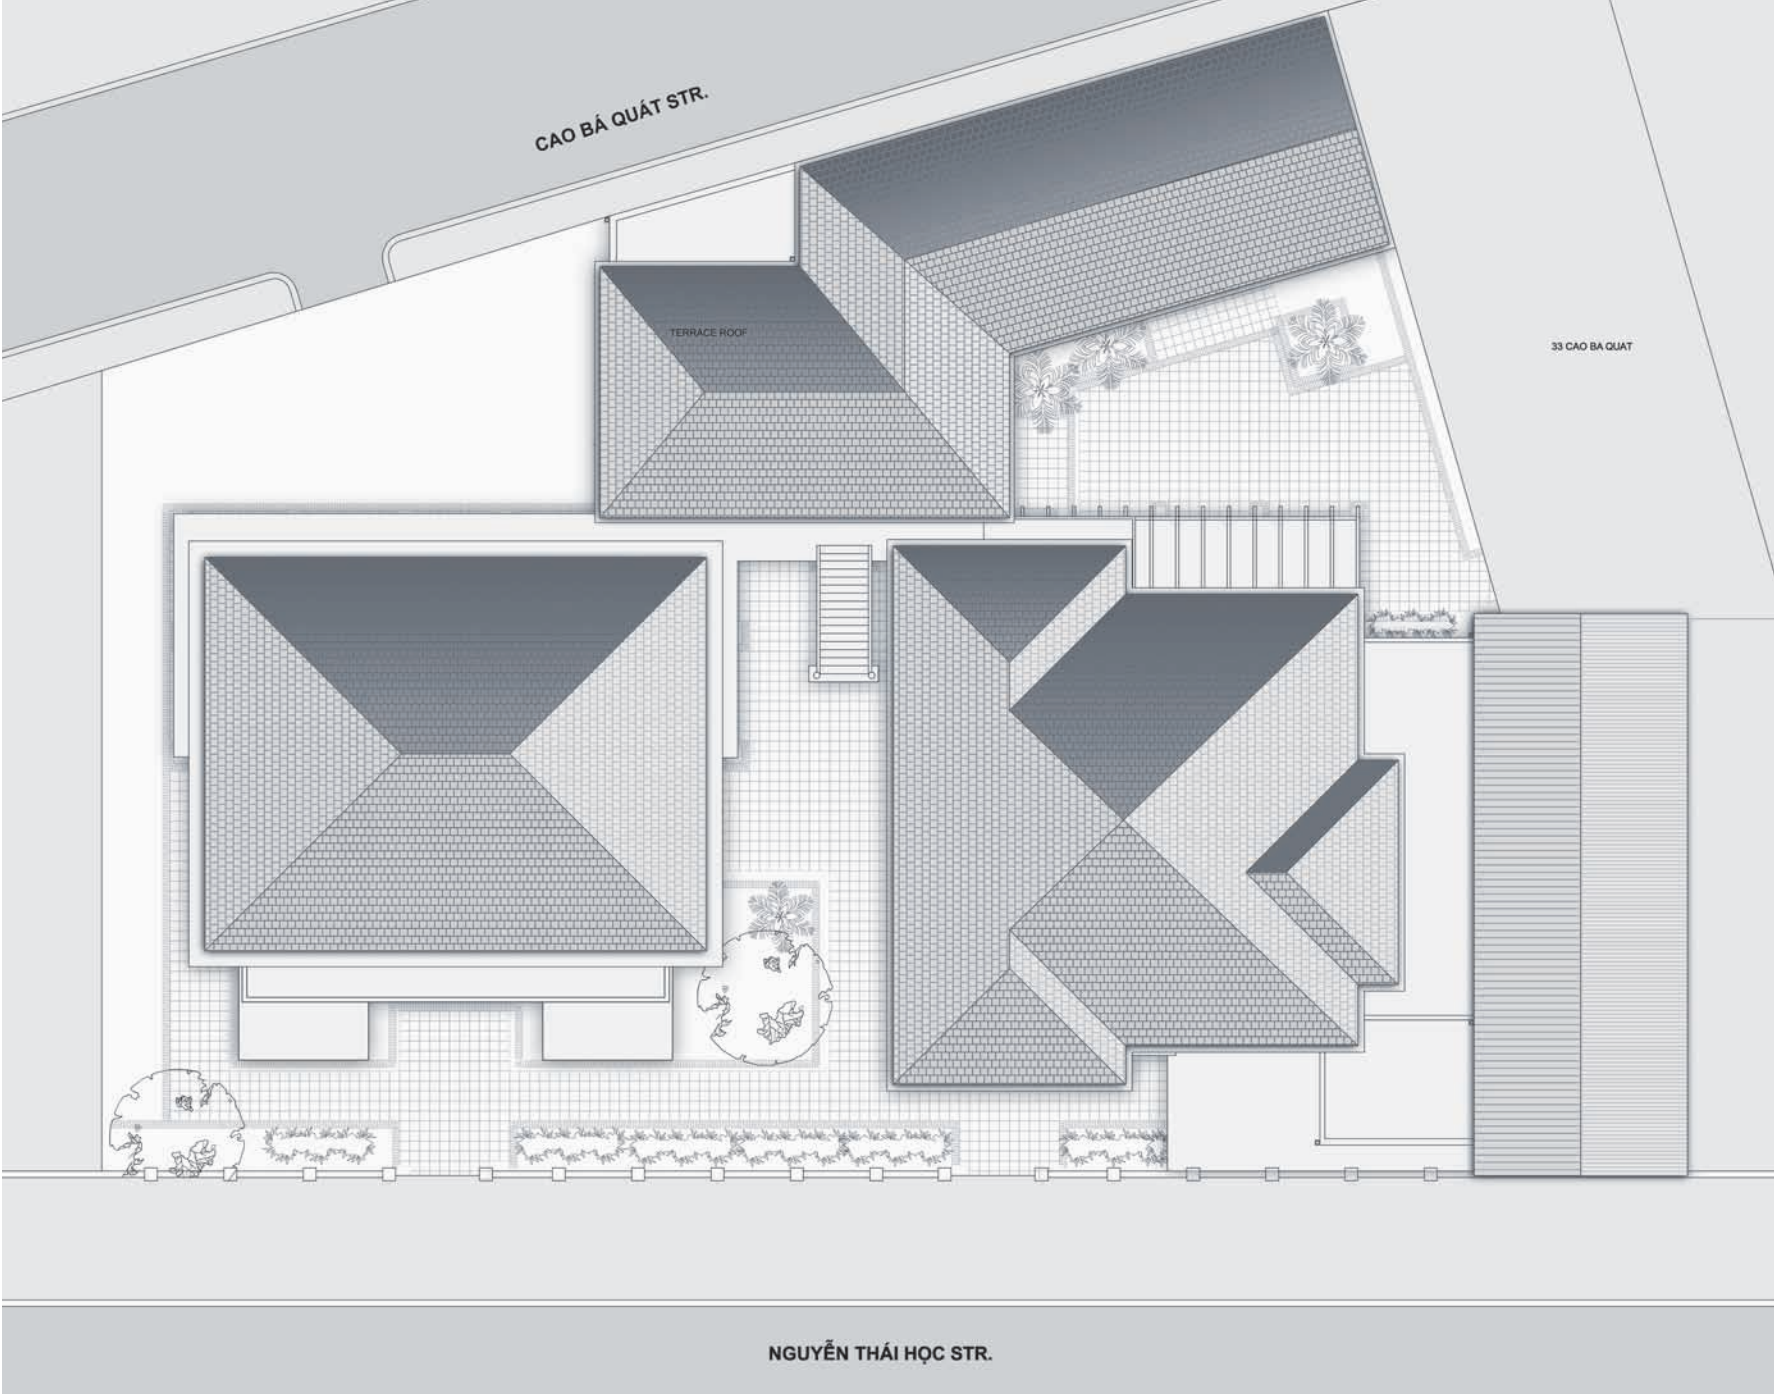 CAO BÁ QUÁT STR.
TERRACE ROOF
33 CAO BA QUAT
NGUYỄN THÁI HỌC STR.